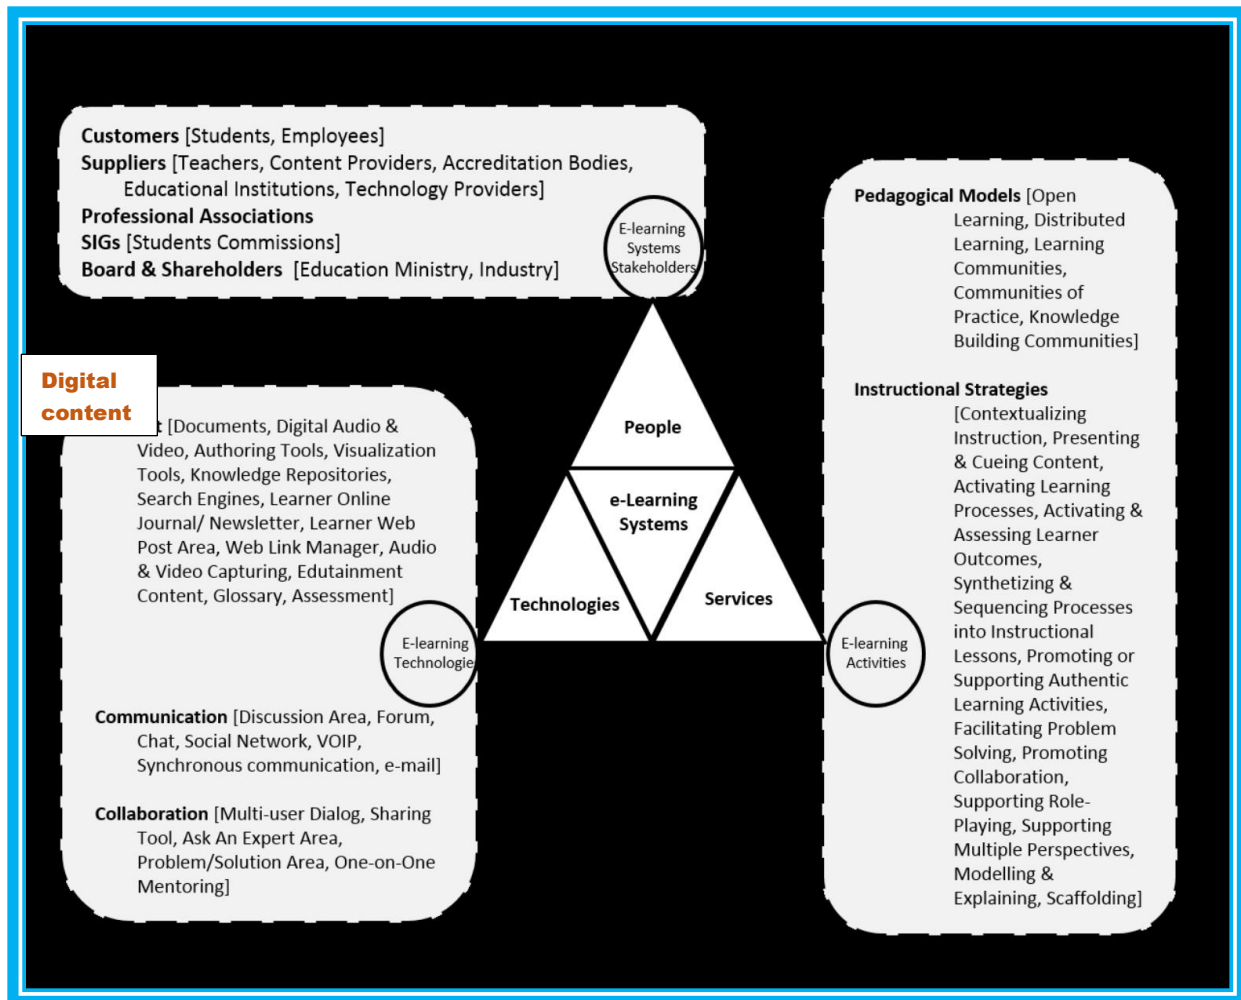 Customers [Students, Employees]
Suppliers [Teachers, Content Providers, Accreditation Bodies,
Educational Institutions, Technology Providers]
Professional Associations
SIGs [Students Commissions]
Board & Shareholders [Education Ministry, Industry]
E-learning
Systems
Stakeholders
Pedagogical Models [Open
Learning, Distributed
Learning, Learning
Communities,
Communities of
Practice, Knowledge
Building Communities]
Instructional Strategies
[Contextualizing
Instruction, Presenting
& Cueing Content,
Activating Learning
Processes, Activating &
Assessing Learner
Outcomes,
Synthetizing &
Sequencing Processes
into Instructional
Lessons, Promoting or
Supporting Authentic
Learning Activities,
Facilitating Problem
Solving, Promoting
Collaboration,
Supporting Role-
Playing, Supporting
Multiple Perspectives,
Modelling &
Explaining, Scaffolding]
E-learning
Activities
People
e-Learning
Systems
Technologies
Services
Digital
content
[Documents, Digital Audio &
Video, Authoring Tools, Visualization
Tools, Knowledge Repositories,
Search Engines, Learner Online
Journal/ Newsletter, Learner Web
Post Area, Web Link Manager, Audio
& Video Capturing, Edutainment
Content, Glossary, Assessment]
E-learning
Technologie
Communication [Discussion Area, Forum,
Chat, Social Network, VOIP,
Synchronous communication, e-mail]
Collaboration [Multi-user Dialog, Sharing
Tool, Ask An Expert Area,
Problem/Solution Area, One-on-One
Mentoring]